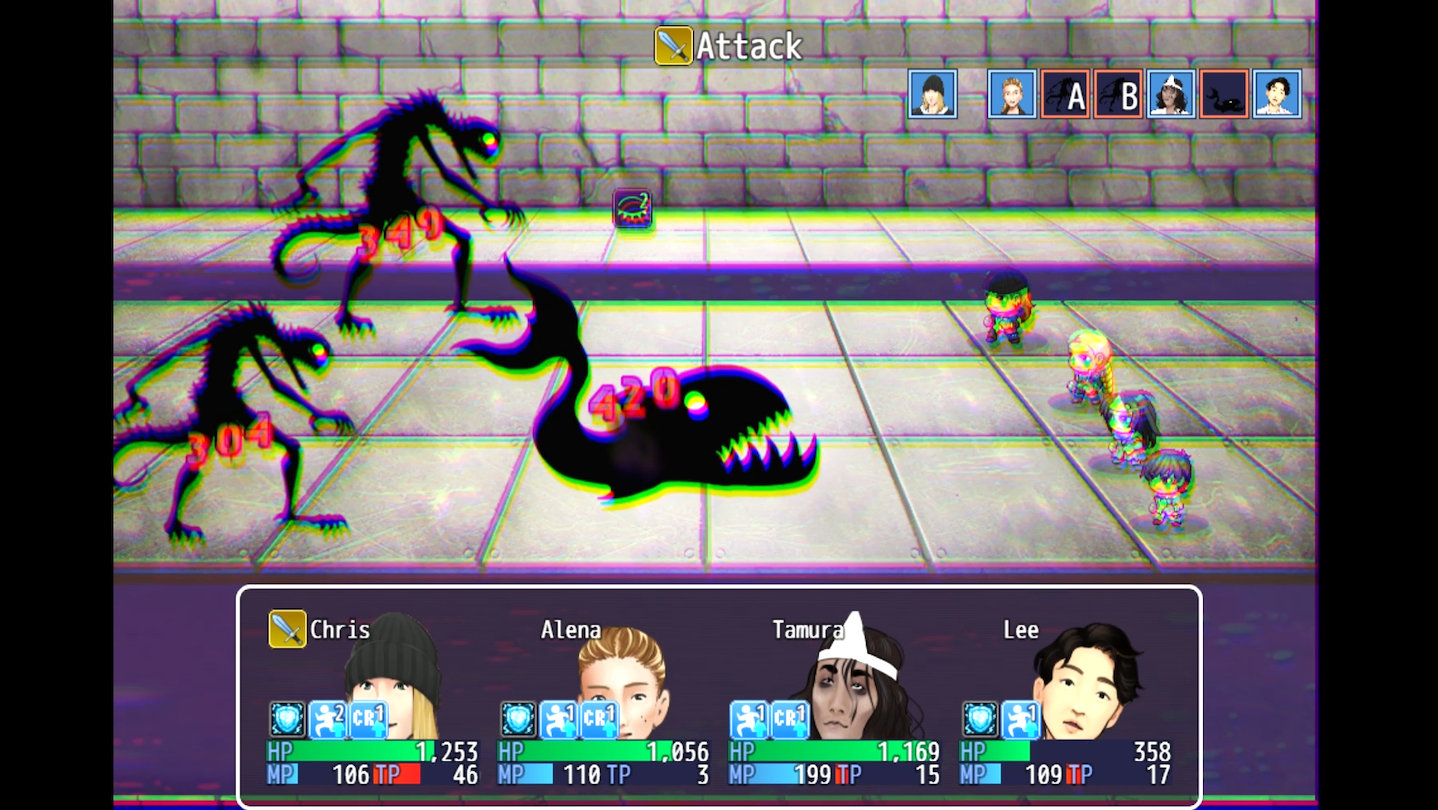 Attack
A B
2
349
420
304
Chris Alena Tamura Lee
2 CR1 1 CR1 1 CR1 1
HP 1,253 HP 1,056 HP 1,169 HP 358
MP 106 TP 46 MP 110 TP 3 MP 199 TP 15 MP 109 TP 17